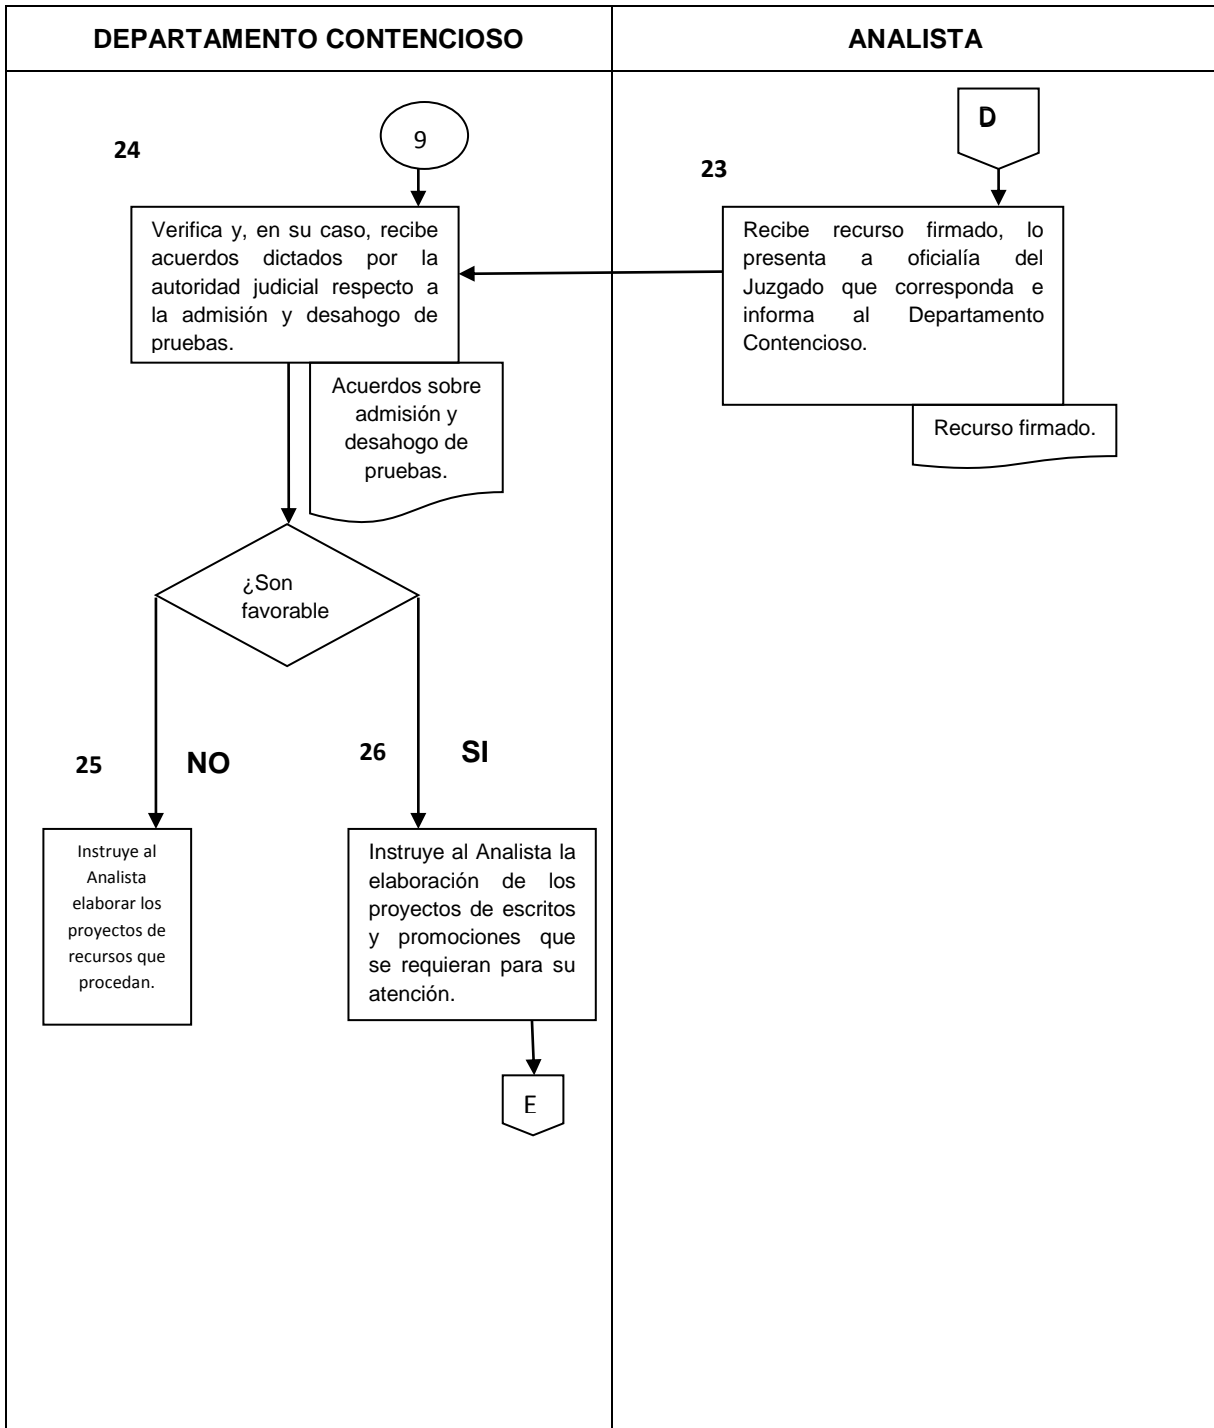 DEPARTAMENTO CONTENCIOSO
ANALISTA
D
23
Recibe recurso firmado, lo
presenta a oficialía del
Juzgado que corresponda e
informa al Departamento
Contencioso.
Recurso firmado.
9
24
Verifica y, en su caso, recibe
acuerdos dictados por la
autoridad judicial respecto a
la admisión y desahogo de
pruebas.
Acuerdos sobre
admisión y
desahogo de
pruebas.
¿Son
favorable
25
NO
26
SI
Instruye al
Analista
elaborar los
proyectos de
recursos que
procedan.
Instruye al Analista la
elaboración de los
proyectos de escritos
y promociones que
se requieran para su
atención.
E